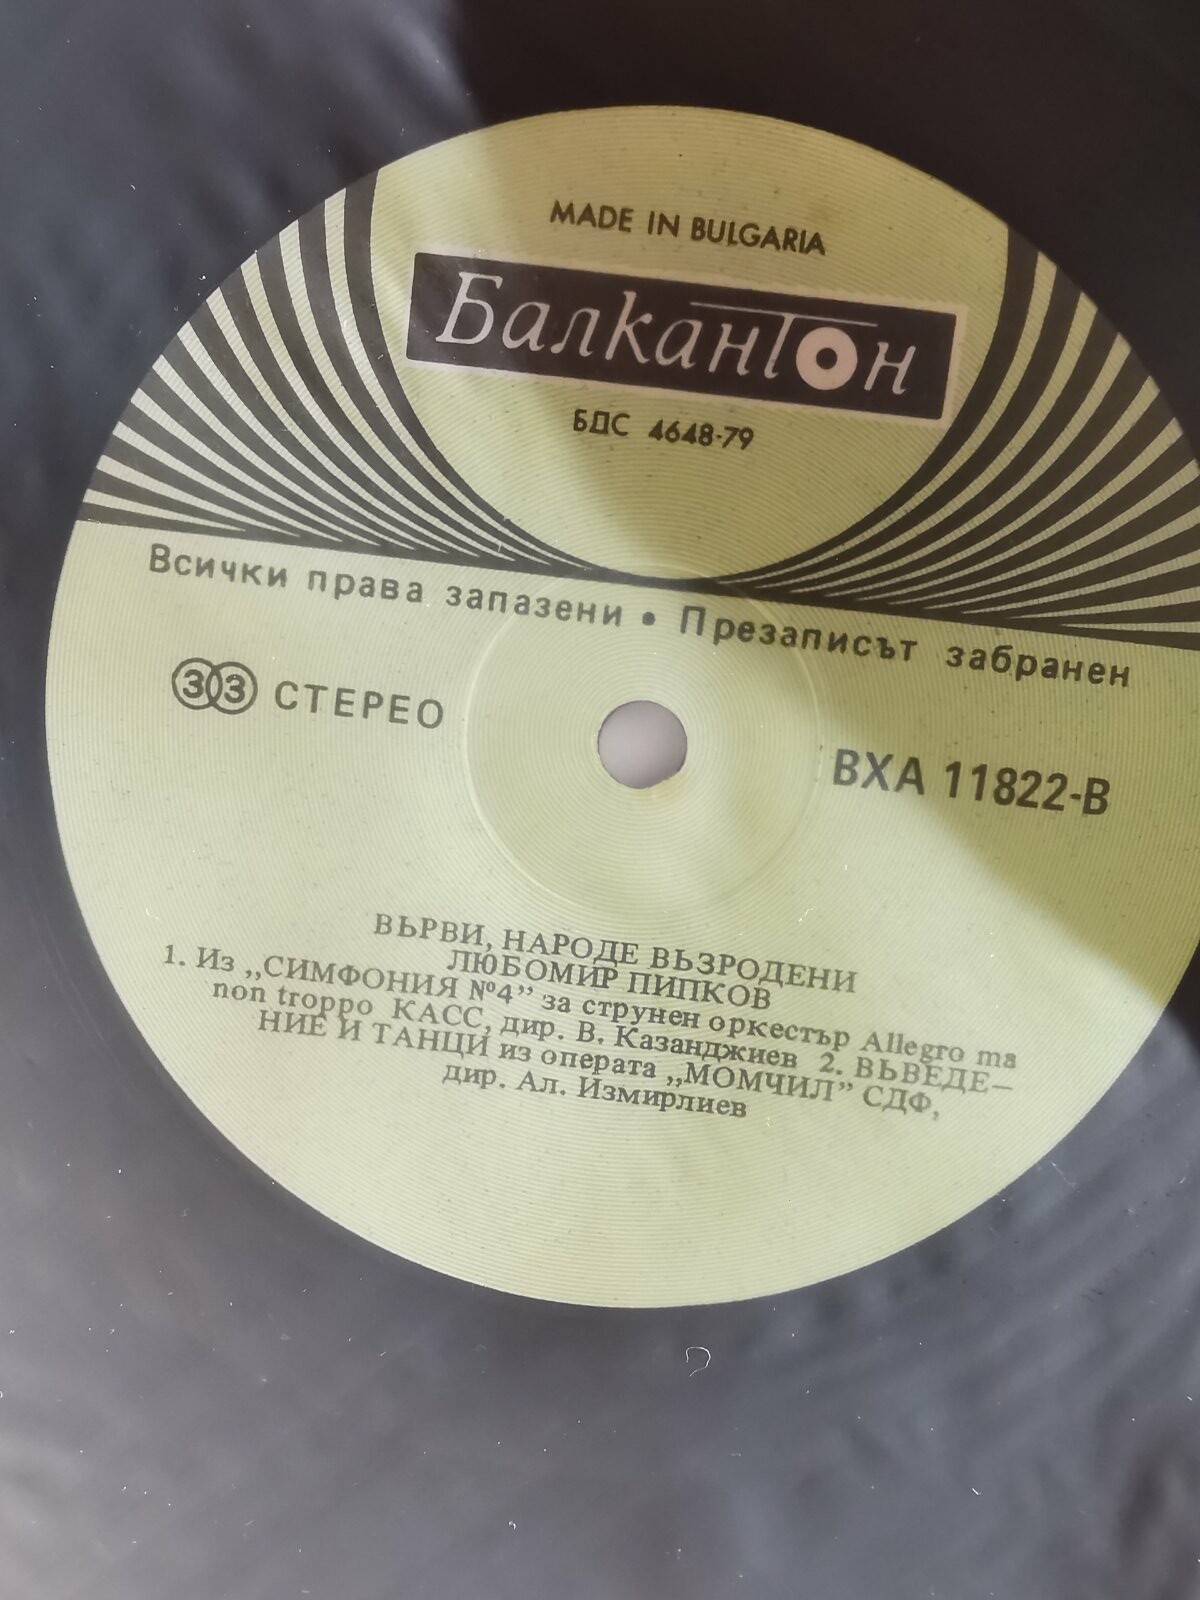 MADE IN BULGARIA
Балкантон
БДС 4648-79
Всички права запазени • Презаписът забранен
33 СТЕРЕО
ВХА 11822-В
ВЪРВИ, НАРОДЕ ВЪЗРОДЕНИ
ЛЮБОМИР ПИПКОВ
1. Из „СИМФОНИЯ №4” за струнен оркестър Allegro ma
non troppo КАСС, дир. В. Казанджиев 2. ВЪВЕДЕ–
НИЕ И ТАНЦИ из операта „МОМЧИЛ” СДФ,
дир. Ал. Измирлиев